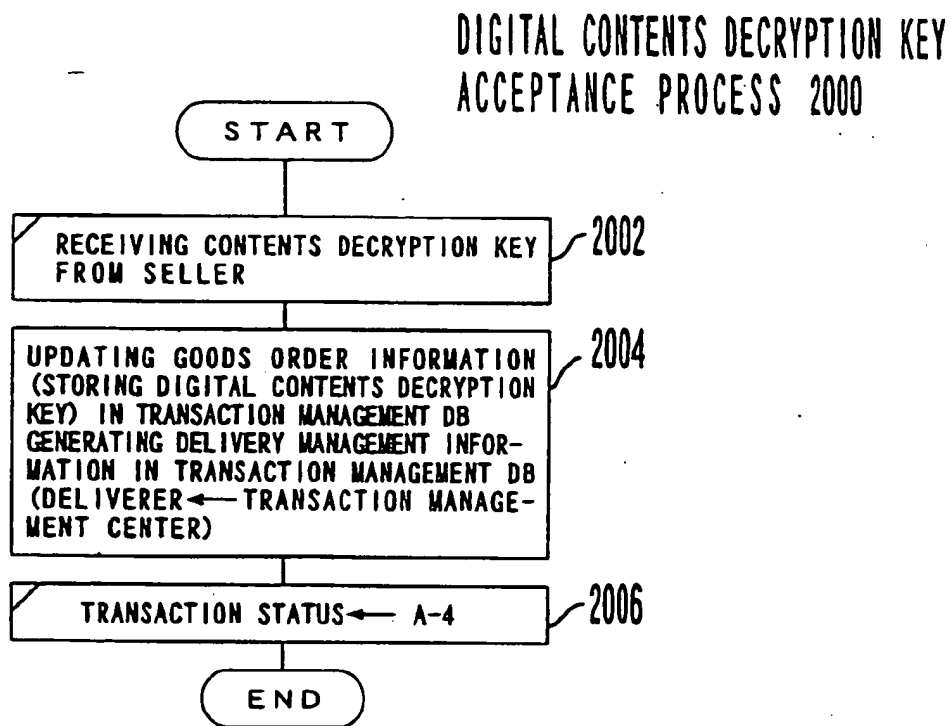 DIGITAL CONTENTS DECRYPTION KEY
ACCEPTANCE PROCESS 2000
START
RECEIVING CONTENTS DECRYPTION KEY
FROM SELLER
2002
UPDATING GOODS ORDER INFORMATION
(STORING DIGITAL CONTENTS DECRYPTION
KEY) IN TRANSACTION MANAGEMENT DB
GENERATING DELIVERY MANAGEMENT INFOR-
MATION IN TRANSACTION MANAGEMENT DB
(DELIVERER ← TRANSACTION MANAGE-
MENT CENTER)
2004
TRANSACTION STATUS ← A-4
2006
END